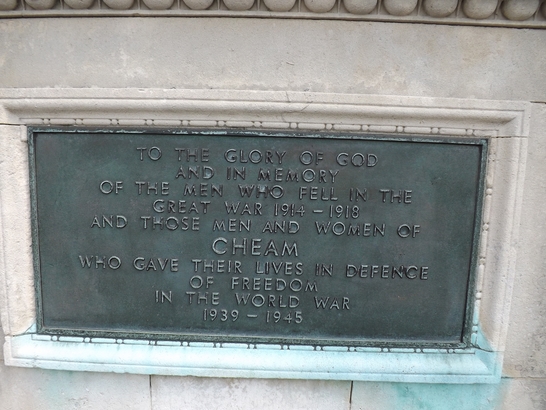 TO THE GLORY OF GOD
AND IN MEMORY
OF THE MEN WHO FELL IN THE
GREAT WAR 1914 - 1918
AND THOSE MEN AND WOMEN OF
CHEAM
WHO GAVE THEIR LIVES IN DEFENCE
OF FREEDOM
IN THE WORLD WAR
1939 - 1945